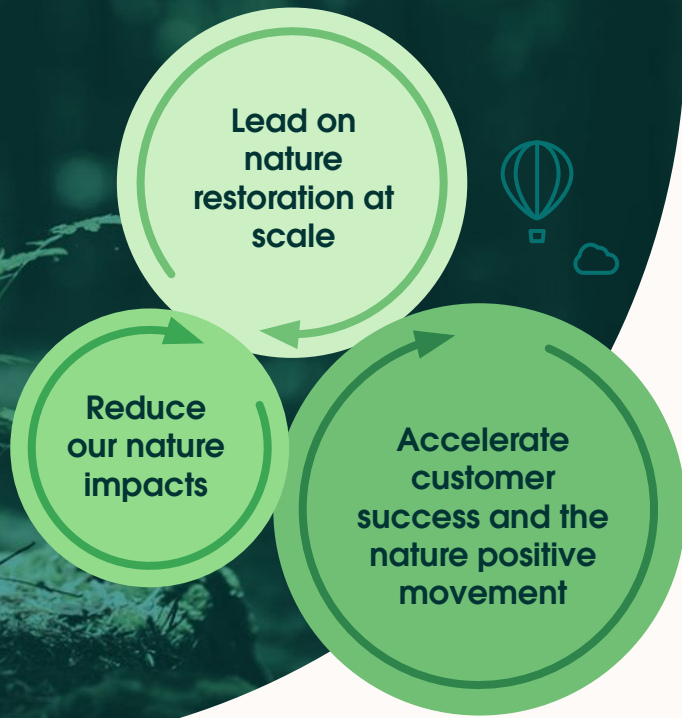 Lead on
nature
restoration at
scale
Reduce
our nature
impacts
Accelerate
customer
success and the
nature positive
movement